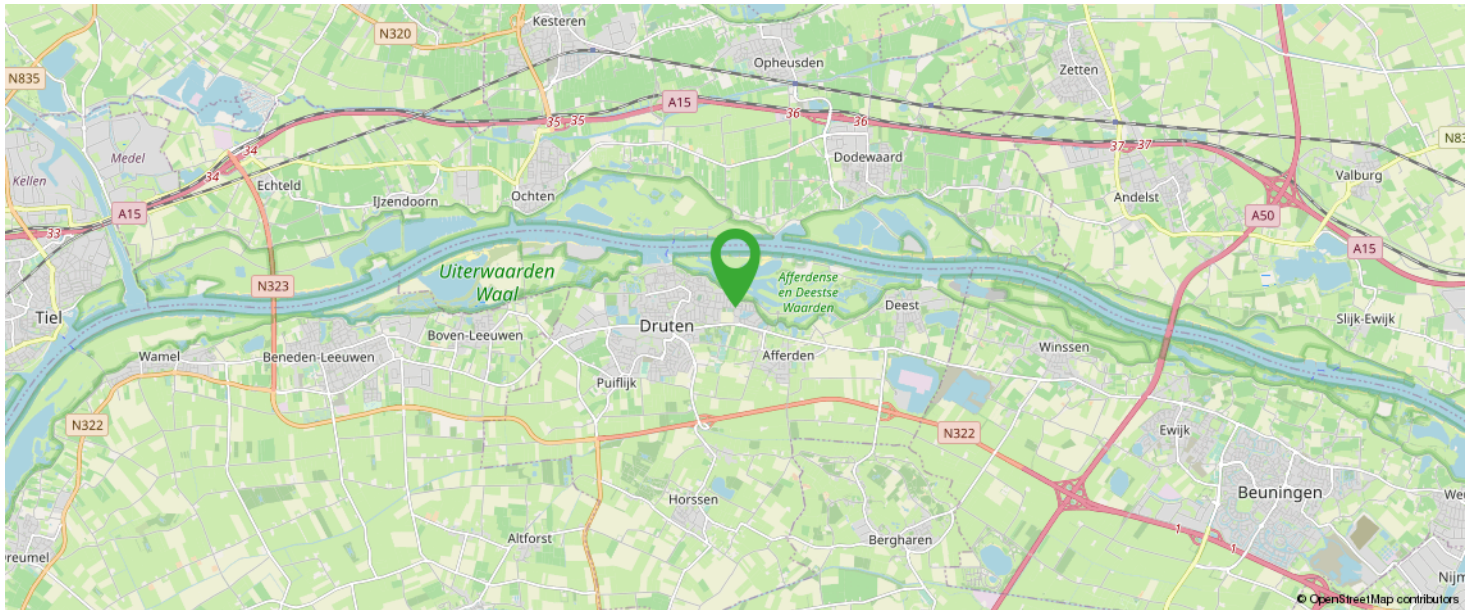 Kesteren
N320
Opheusden
Zetten
N835
A15
35
35
36
36
Medel
34
Dodewaard
37
37
Kellen
34
Echteld
Ochten
Valburg
IJzendoorn
Andelst
A15
A50
33
A15
Uiterwaarden
Waal
Afferdense
en Deestse
Waarden
N323
Deest
Tiel
Druten
Slijk-Ewijk
Boven-Leeuwen
Winssen
Wamel
Beneden-Leeuwen
Afferden
Puiflijk
N322
N322
Ewijk
Beuningen
Horssen
1
Altforst
Bergharen
1
reumel
Nijm
© OpenStreetMap contributors